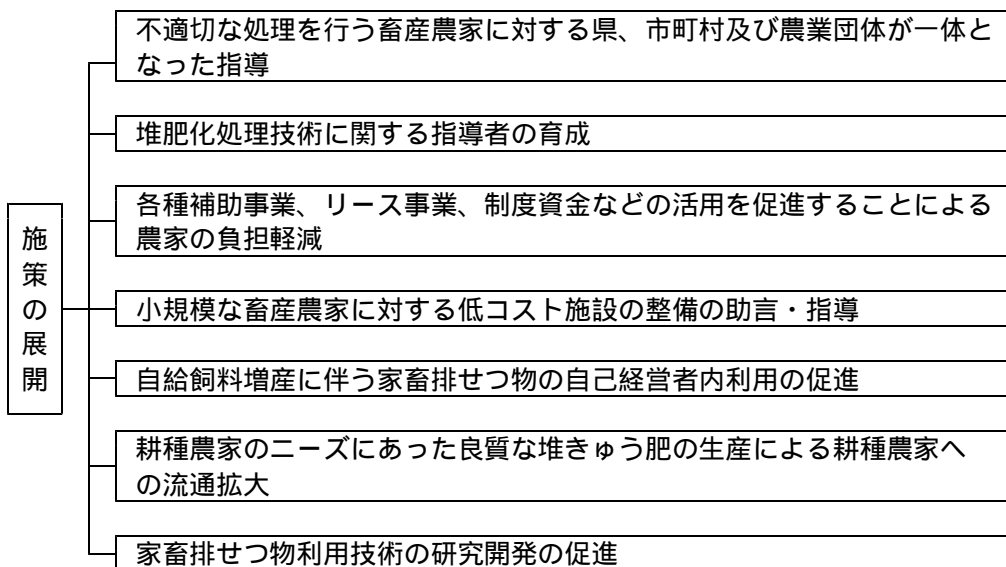 不適切な処理を行う畜産農家に対する県、市町村及び農業団体が一体と
なった指導
堆肥化処理技術に関する指導者の育成
各種補助事業、リース事業、制度資金などの活用を促進することによる
農家の負担軽減
施策の展開
小規模な畜産農家に対する低コスト施設の整備の助言・指導
自給飼料増産に伴う家畜排せつ物の自己経営者内利用の促進
耕種農家のニーズにあった良質な堆きゅう肥の生産による耕種農家へ
の流通拡大
家畜排せつ物利用技術の研究開発の促進